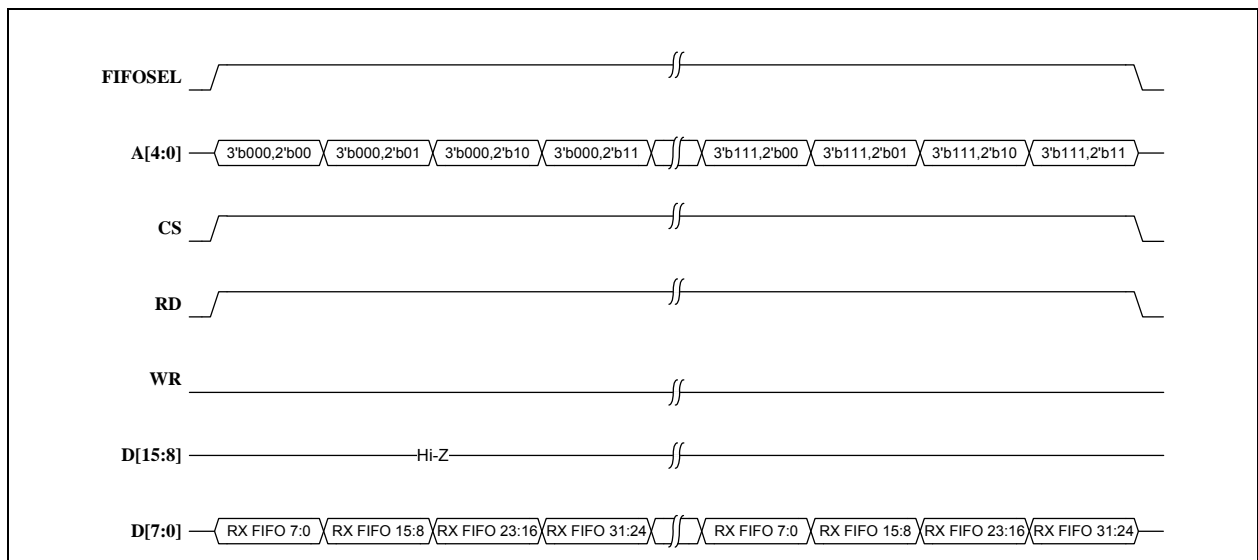 FIFOSEL
A[4:0] 3'b000,2'b00 3'b000,2'b01 3'b000,2'b10 3'b000,2'b11 3'b111,2'b00 3'b111,2'b01 3'b111,2'b10 3'b111,2'b11
CS
RD
WR
D[15:8] Hi-Z
D[7:0] RX FIFO 7:0 RX FIFO 15:8 RX FIFO 23:16 RX FIFO 31:24 RX FIFO 7:0 RX FIFO 15:8 RX FIFO 23:16 RX FIFO 31:24